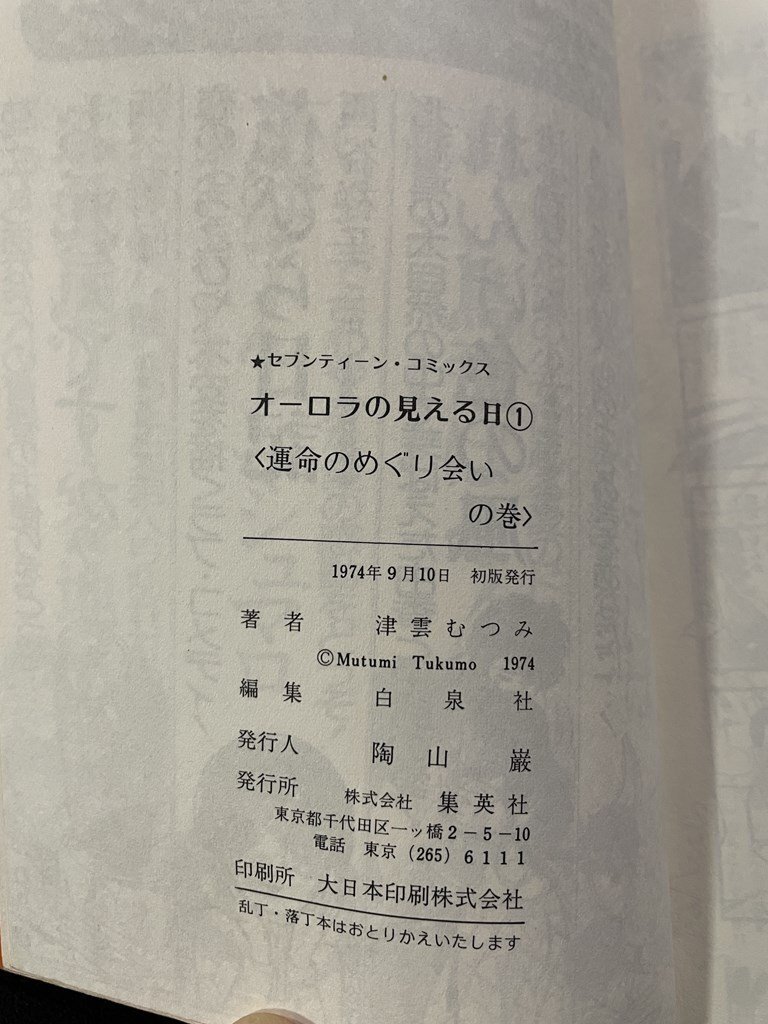 ★セブンティーン・コミックス
オーロラの見える日①
〈運命のめぐり会い
の巻〉
1974年9月10日　初版発行
著者　津雲むつみ
©Mutumi Tukumo 1974
編集　白泉社
発行人　陶山巌
発行所　株式会社 集英社
東京都千代田区一ッ橋2－5－10
電話　東京（265）6111
印刷所　大日本印刷株式会社
乱丁・落丁本はおとりかえいたします